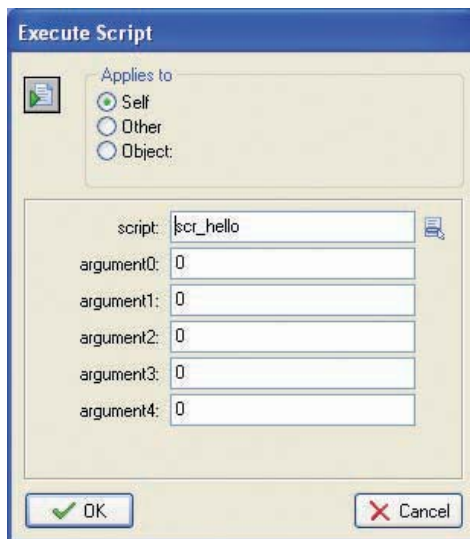 Execute Script
Applies to
Self
Other
Object:
script: scr_hello
argument0: 0
argument1: 0
argument2: 0
argument3: 0
argument4: 0
OK Cancel